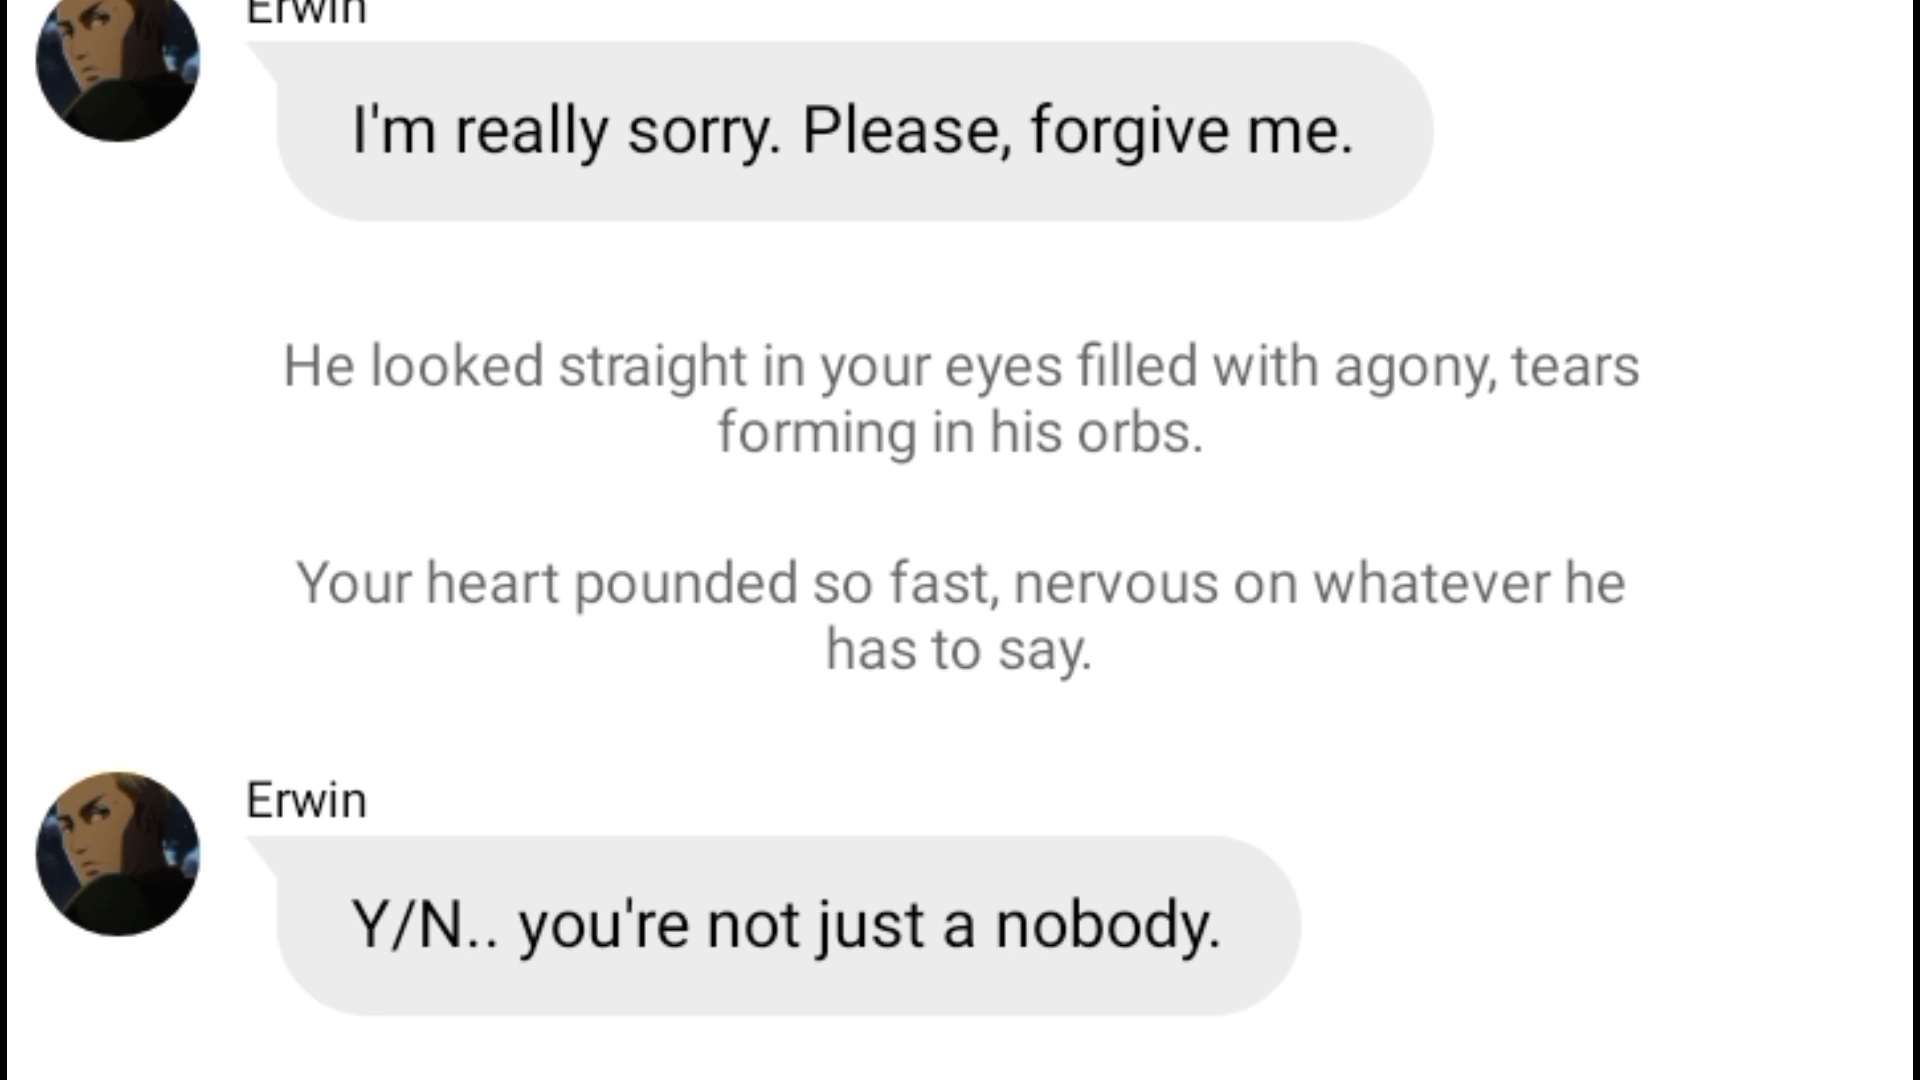 Erwin
I'm really sorry. Please, forgive me.
He looked straight in your eyes filled with agony, tears
forming in his orbs.
Your heart pounded so fast, nervous on whatever he
has to say.
Erwin
Y/N.. you're not just a nobody.